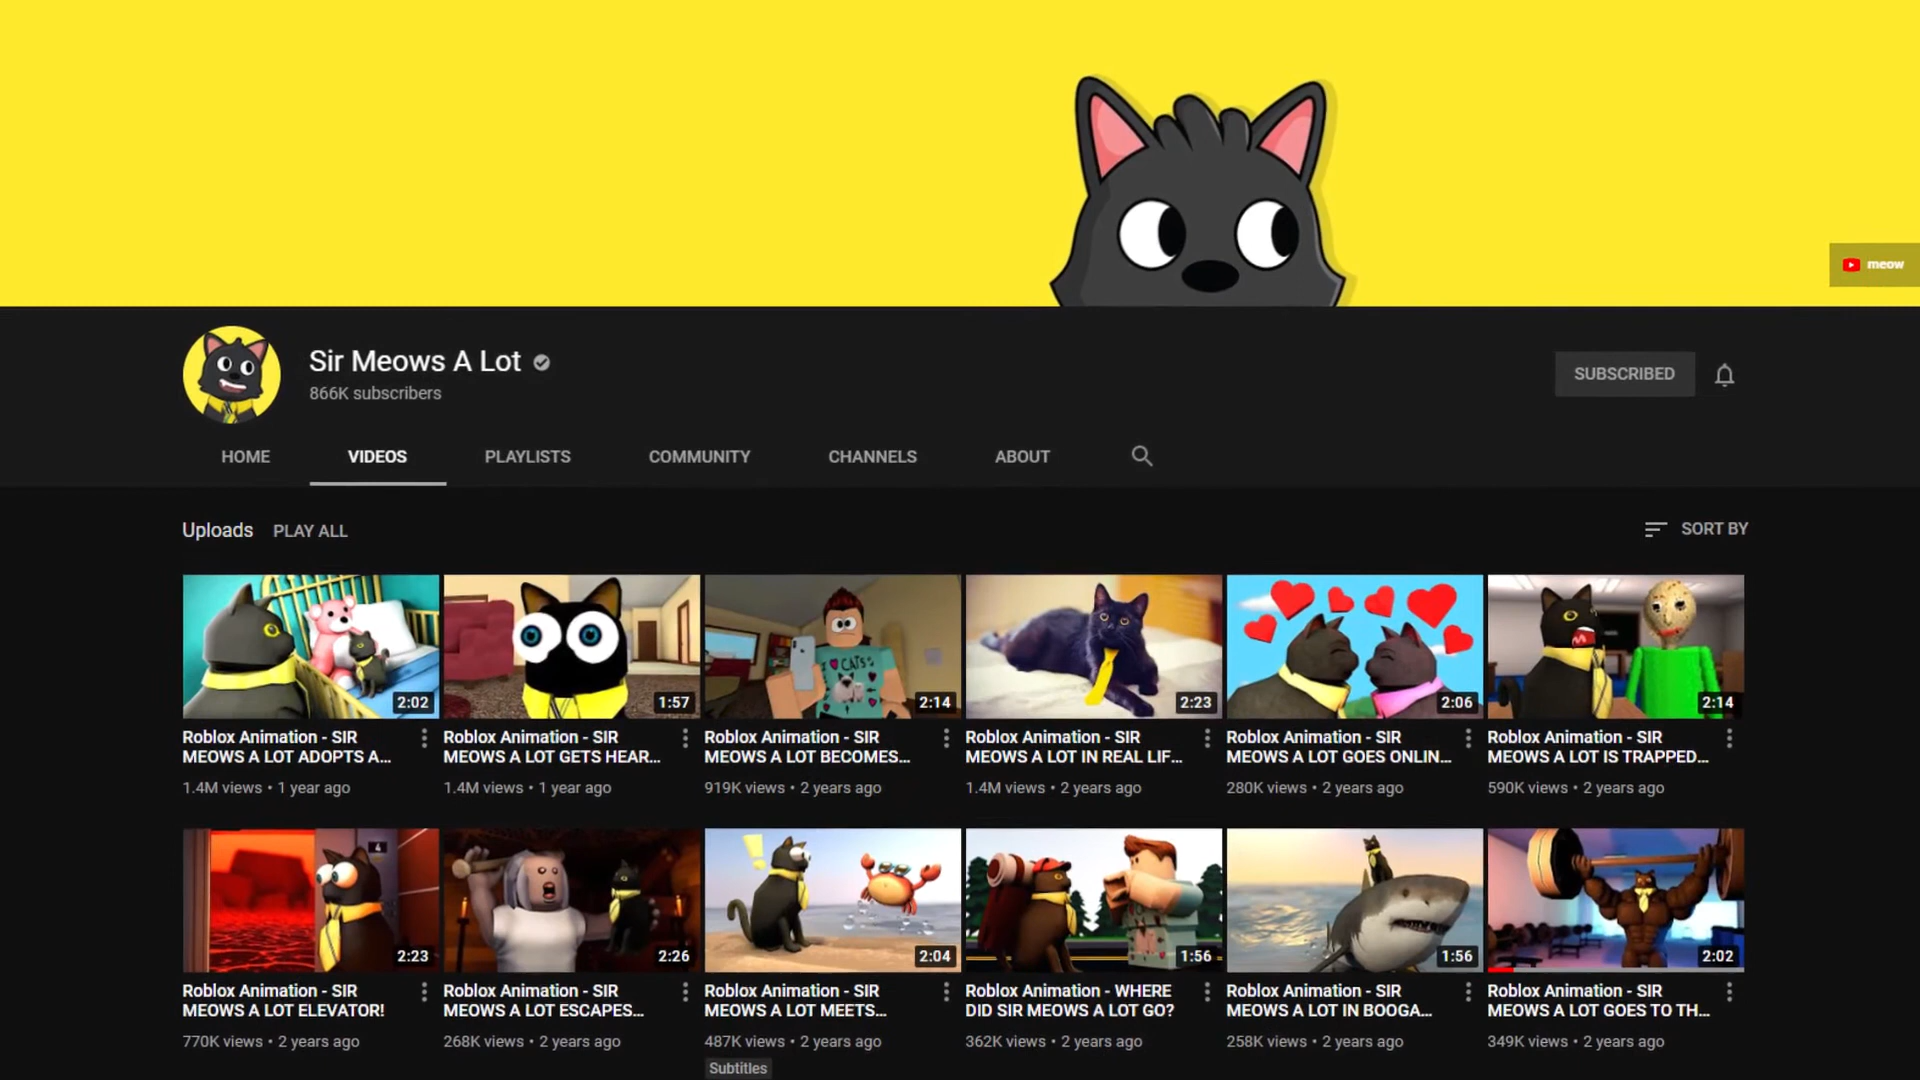 meow
Sir Meows A Lot
866K subscribers
SUBSCRIBED
HOME VIDEOS PLAYLISTS COMMUNITY CHANNELS ABOUT
Uploads PLAY ALL
SORT BY
CATS
4
2:02 1:57 2:14 2:23 2:06 2:14
Roblox Animation - SIR
MEOWS A LOT ADOPTS A...
1.4M views • 1 year ago
Roblox Animation - SIR
MEOWS A LOT GETS HEAR...
1.4M views • 1 year ago
Roblox Animation - SIR
MEOWS A LOT BECOMES...
919K views • 2 years ago
Roblox Animation - SIR
MEOWS A LOT IN REAL LIF...
1.4M views • 2 years ago
Roblox Animation - SIR
MEOWS A LOT GOES ONLIN...
280K views • 2 years ago
Roblox Animation - SIR
MEOWS A LOT IS TRAPPED...
590K views • 2 years ago
2:23 2:26 2:04 1:56 1:56 2:02
Roblox Animation - SIR
MEOWS A LOT ELEVATOR!
770K views • 2 years ago
Roblox Animation - SIR
MEOWS A LOT ESCAPES...
268K views • 2 years ago
Roblox Animation - SIR
MEOWS A LOT MEETS...
487K views • 2 years ago
Subtitles
Roblox Animation - WHERE
DID SIR MEOWS A LOT GO?
362K views • 2 years ago
Roblox Animation - SIR
MEOWS A LOT IN BOOGA...
258K views • 2 years ago
Roblox Animation - SIR
MEOWS A LOT GOES TO TH...
349K views • 2 years ago